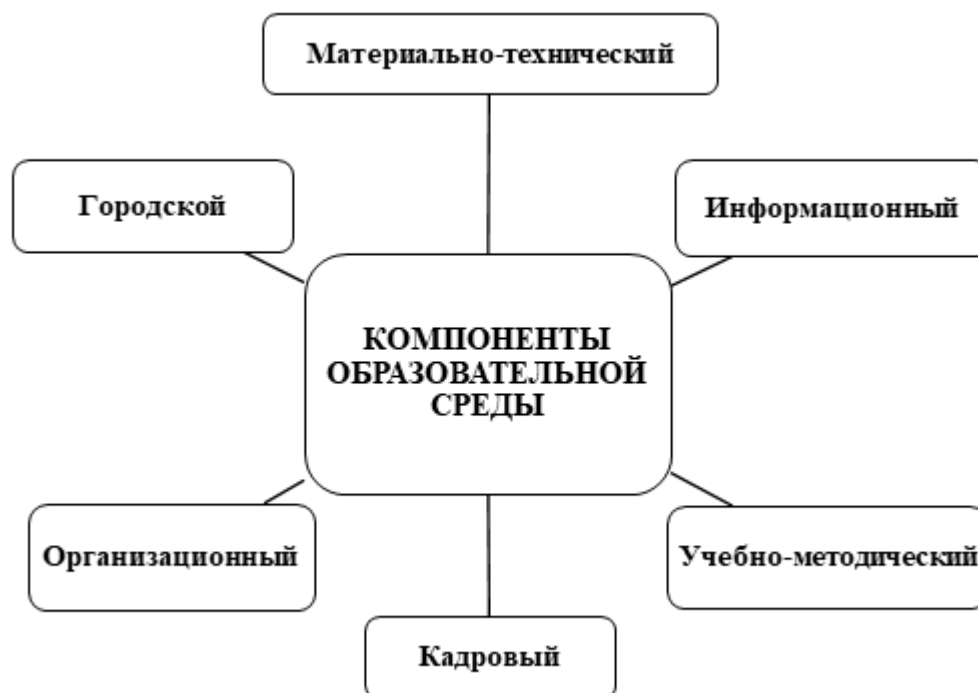 Материально-технический
Городской
Информационный
КОМПОНЕНТЫ
ОБРАЗОВАТЕЛЬНОЙ
СРЕДЫ
Организационный
Учебно-методический
Кадровый